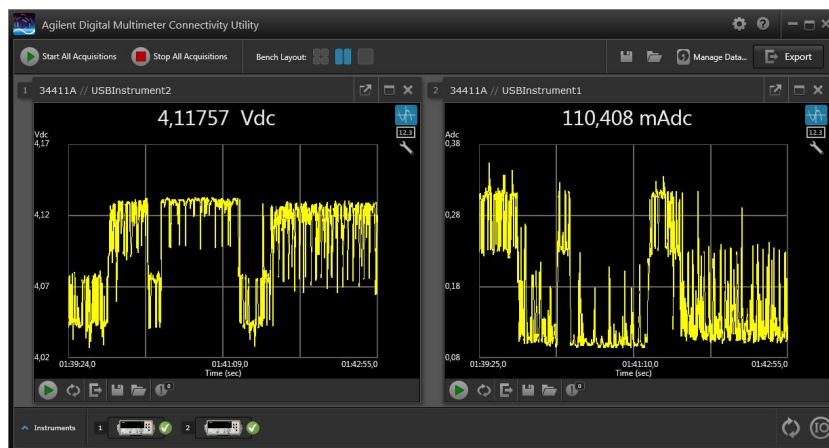 Agilent Digital Multimeter Connectivity Utility
Start All Acquisitions Stop All Acquisitions Bench Layout: Manage Data... Export
1 34411A // USBInstrument2
4,11757 Vdc
12.3
Vdc
4,17
4,12
4,07
4,02
01:39:24,0 01:41:09,0 01:42:55,0
Time (sec)
0
2 34411A // USBInstrument1
110,408 mAdc
12.3
Adc
0,38
0,28
0,18
0,08
01:39:25,0 01:41:10,0 01:42:55,0
Time (sec)
0
Instruments 1 2 IO